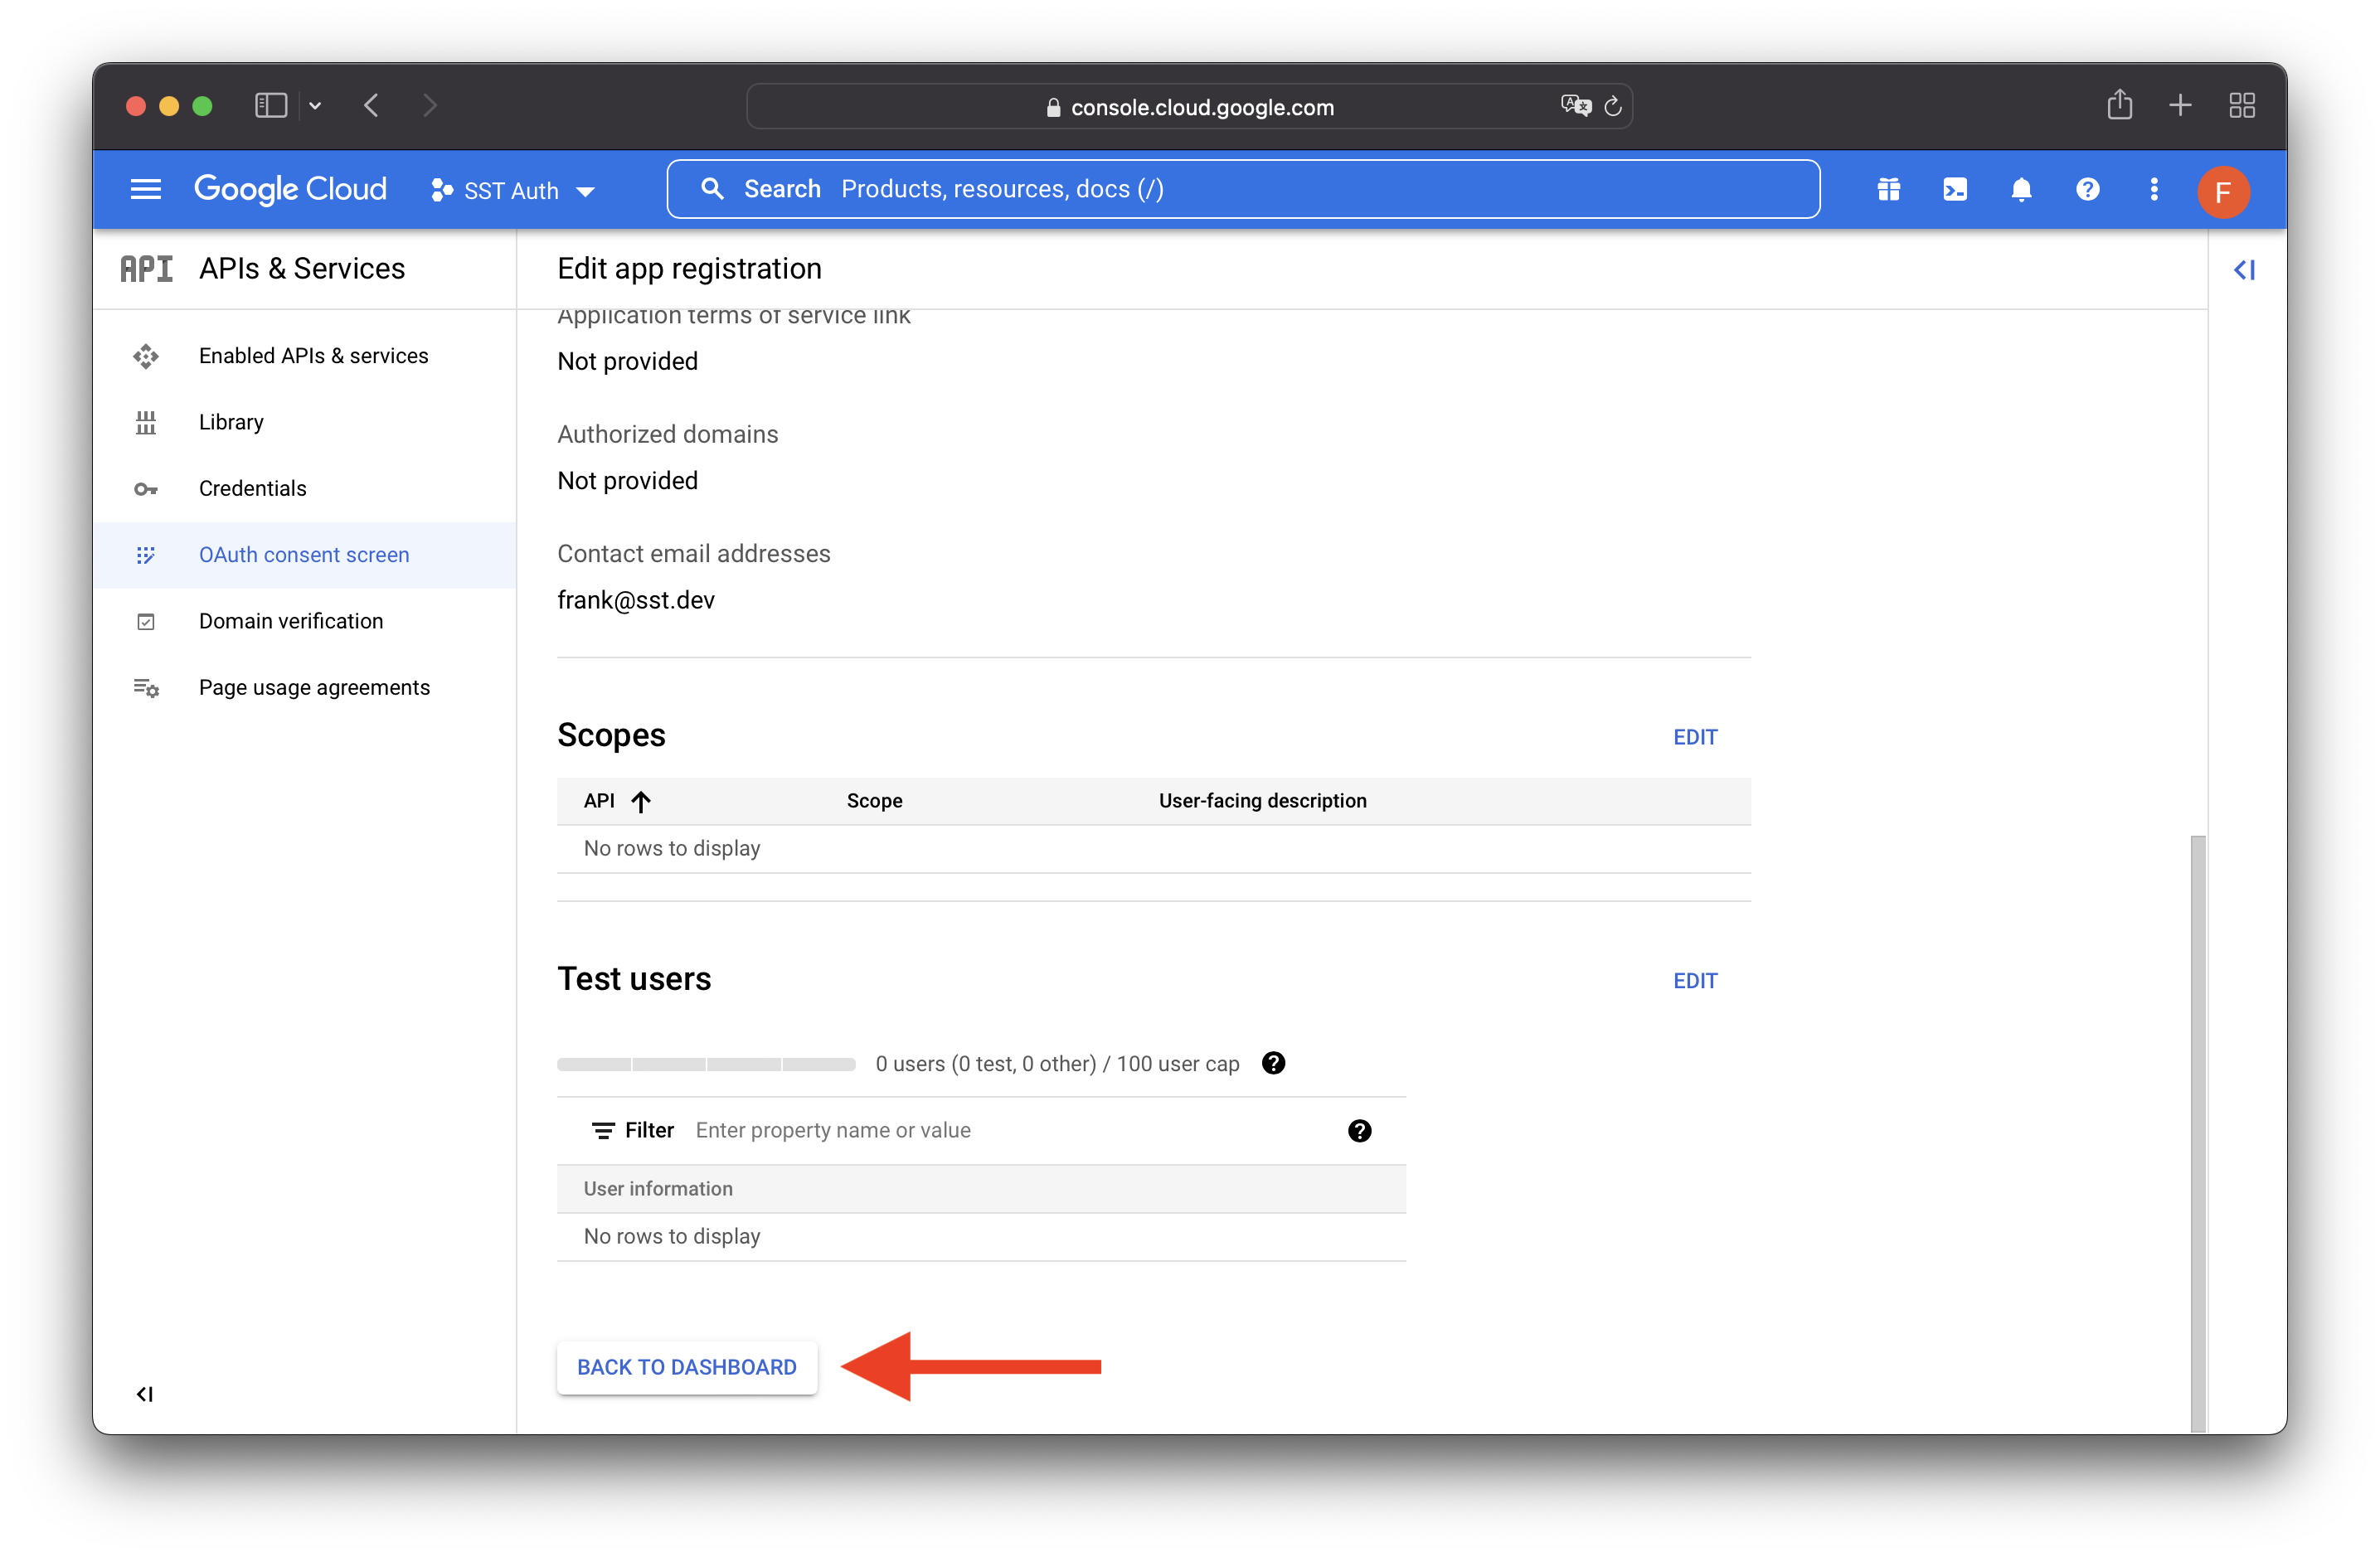 console.cloud.google.com
Google Cloud
SST Auth
Search Products, resources, docs (/)
F
API APIs & Services
Edit app registration
Enabled APIs & services
Library
Credentials
OAuth consent screen
Domain verification
Page usage agreements
Application terms of service link
Not provided
Authorized domains
Not provided
Contact email addresses
frank@sst.dev
Scopes
EDIT
API Scope User-facing description
No rows to display
Test users
EDIT
0 users (0 test, 0 other) / 100 user cap
Filter Enter property name or value
User information
No rows to display
BACK TO DASHBOARD